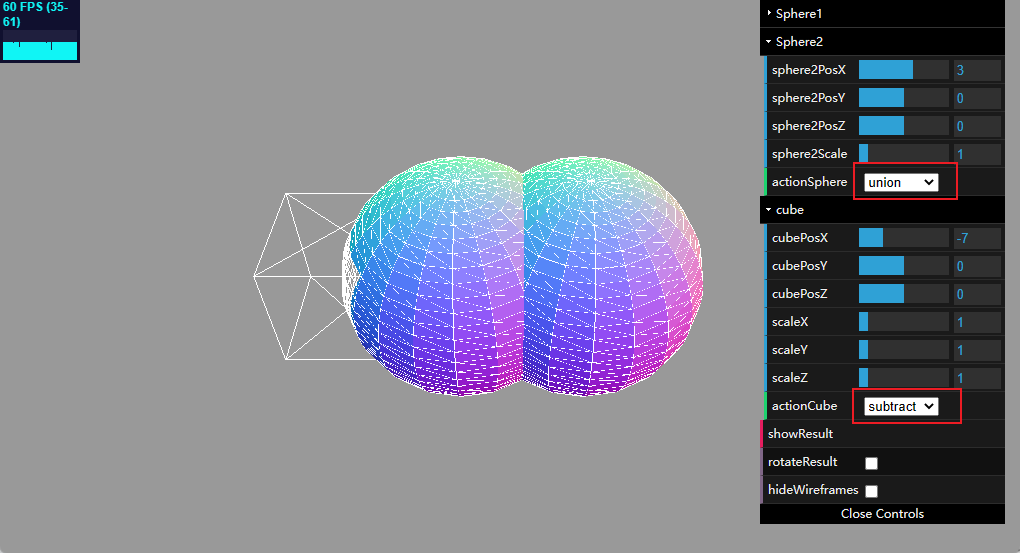 60 FPS (35-
61)
Sphere1
Sphere2
sphere2PosX 3
sphere2PosY 0
sphere2PosZ 0
sphere2Scale 1
actionSphere union
cube
cubePosX -7
cubePosY 0
cubePosZ 0
scaleX 1
scaleY 1
scaleZ 1
actionCube subtract
showResult
rotateResult
hideWireframes
Close Controls